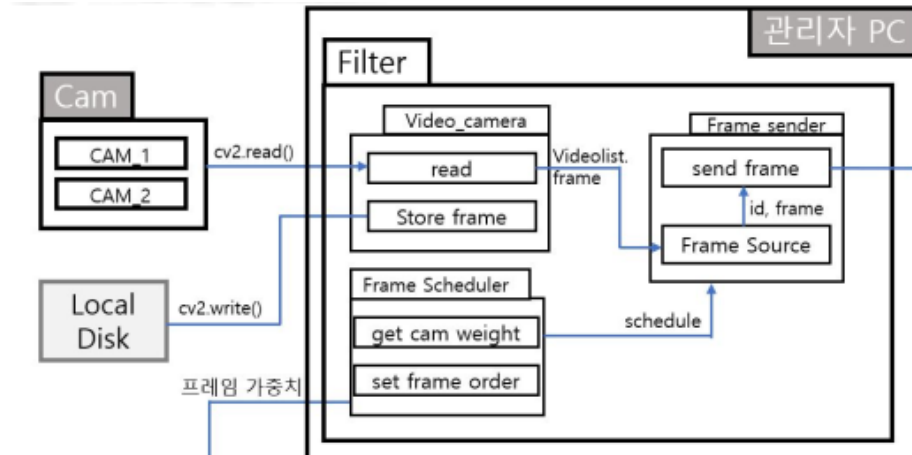 관리자 PC
Filter
Cam
CAM_1
CAM_2
cv2.read()
Video_camera
read
Store frame
Videolist.
frame
Frame sender
send frame
id, frame
Frame Source
Local
Disk
cv2.write()
Frame Scheduler
get cam weight
set frame order
schedule
프레임 가중치